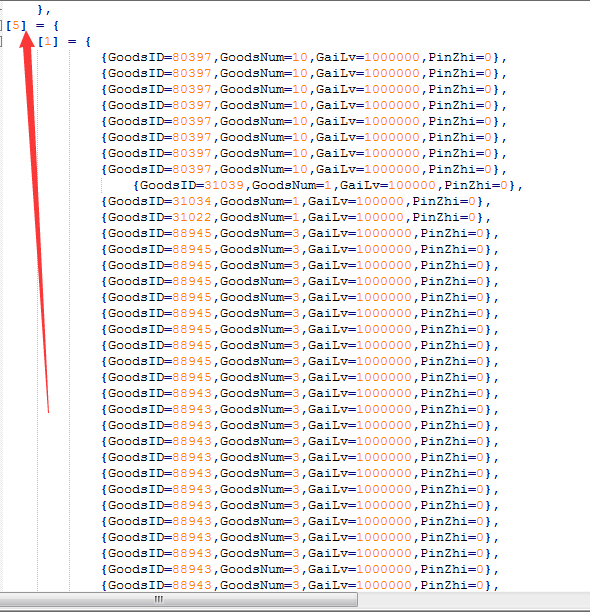 },
[5] = {
[1] = {
{GoodsID=80397,GoodsNum=10,GaiLv=1000000,PinZhi=0},
{GoodsID=80397,GoodsNum=10,GaiLv=1000000,PinZhi=0},
{GoodsID=80397,GoodsNum=10,GaiLv=1000000,PinZhi=0},
{GoodsID=80397,GoodsNum=10,GaiLv=1000000,PinZhi=0},
{GoodsID=80397,GoodsNum=10,GaiLv=1000000,PinZhi=0},
{GoodsID=80397,GoodsNum=10,GaiLv=1000000,PinZhi=0},
{GoodsID=80397,GoodsNum=10,GaiLv=1000000,PinZhi=0},
{GoodsID=80397,GoodsNum=10,GaiLv=1000000,PinZhi=0},
{GoodsID=31039,GoodsNum=1,GaiLv=100000,PinZhi=0},
{GoodsID=31034,GoodsNum=1,GaiLv=100000,PinZhi=0},
{GoodsID=31022,GoodsNum=1,GaiLv=100000,PinZhi=0},
{GoodsID=88945,GoodsNum=3,GaiLv=1000000,PinZhi=0},
{GoodsID=88945,GoodsNum=3,GaiLv=1000000,PinZhi=0},
{GoodsID=88945,GoodsNum=3,GaiLv=1000000,PinZhi=0},
{GoodsID=88945,GoodsNum=3,GaiLv=1000000,PinZhi=0},
{GoodsID=88945,GoodsNum=3,GaiLv=1000000,PinZhi=0},
{GoodsID=88945,GoodsNum=3,GaiLv=1000000,PinZhi=0},
{GoodsID=88945,GoodsNum=3,GaiLv=1000000,PinZhi=0},
{GoodsID=88945,GoodsNum=3,GaiLv=1000000,PinZhi=0},
{GoodsID=88945,GoodsNum=3,GaiLv=1000000,PinZhi=0},
{GoodsID=88945,GoodsNum=3,GaiLv=1000000,PinZhi=0},
{GoodsID=88943,GoodsNum=3,GaiLv=1000000,PinZhi=0},
{GoodsID=88943,GoodsNum=3,GaiLv=1000000,PinZhi=0},
{GoodsID=88943,GoodsNum=3,GaiLv=1000000,PinZhi=0},
{GoodsID=88943,GoodsNum=3,GaiLv=1000000,PinZhi=0},
{GoodsID=88943,GoodsNum=3,GaiLv=1000000,PinZhi=0},
{GoodsID=88943,GoodsNum=3,GaiLv=1000000,PinZhi=0},
{GoodsID=88943,GoodsNum=3,GaiLv=1000000,PinZhi=0},
{GoodsID=88943,GoodsNum=3,GaiLv=1000000,PinZhi=0},
{GoodsID=88943,GoodsNum=3,GaiLv=1000000,PinZhi=0},
{GoodsID=88943,GoodsNum=3,GaiLv=1000000,PinZhi=0},
{GoodsID=88943,GoodsNum=3,GaiLv=1000000,PinZhi=0},
{GoodsID=88943,GoodsNum=3,GaiLv=1000000,PinZhi=0},
{GoodsID=88943,GoodsNum=3,GaiLv=1000000,PinZhi=0},